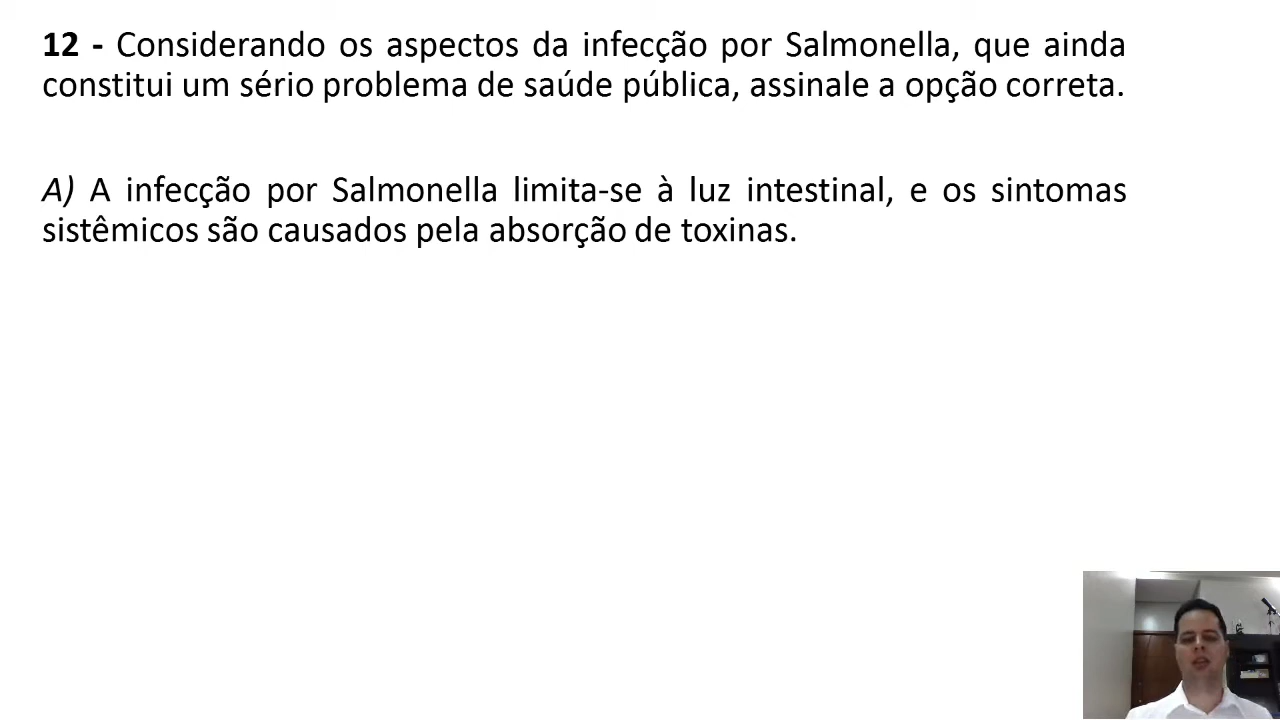 12 - Considerando os aspectos da infecção por Salmonella, que ainda
constitui um sério problema de saúde pública, assinale a opção correta.
A) A infecção por Salmonella limita-se à luz intestinal, e os sintomas
sistêmicos são causados pela absorção de toxinas.